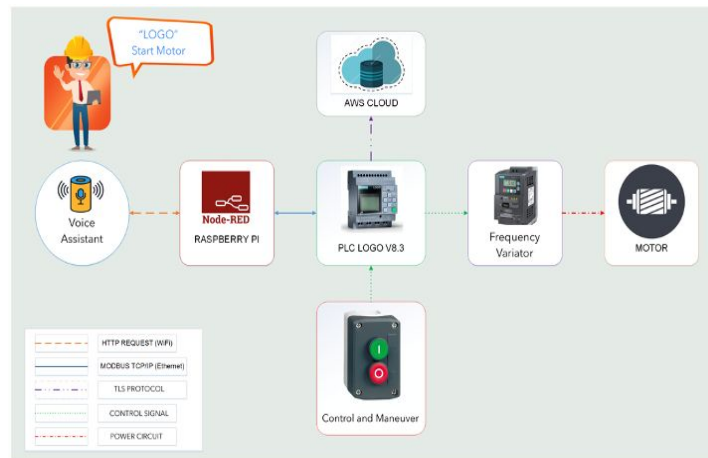 “LOGO”
Start Motor
AWS CLOUD
Voice
Assistant
Node-RED
RASPBERRY PI
PLC LOGO V8.3
Frequency
Variator
MOTOR
I
O
Control and Maneuver
HTTP REQUEST (WiFi)
MODBUS TCP/IP (Ethernet)
TLS PROTOCOL
CONTROL SIGNAL
POWER CIRCUIT